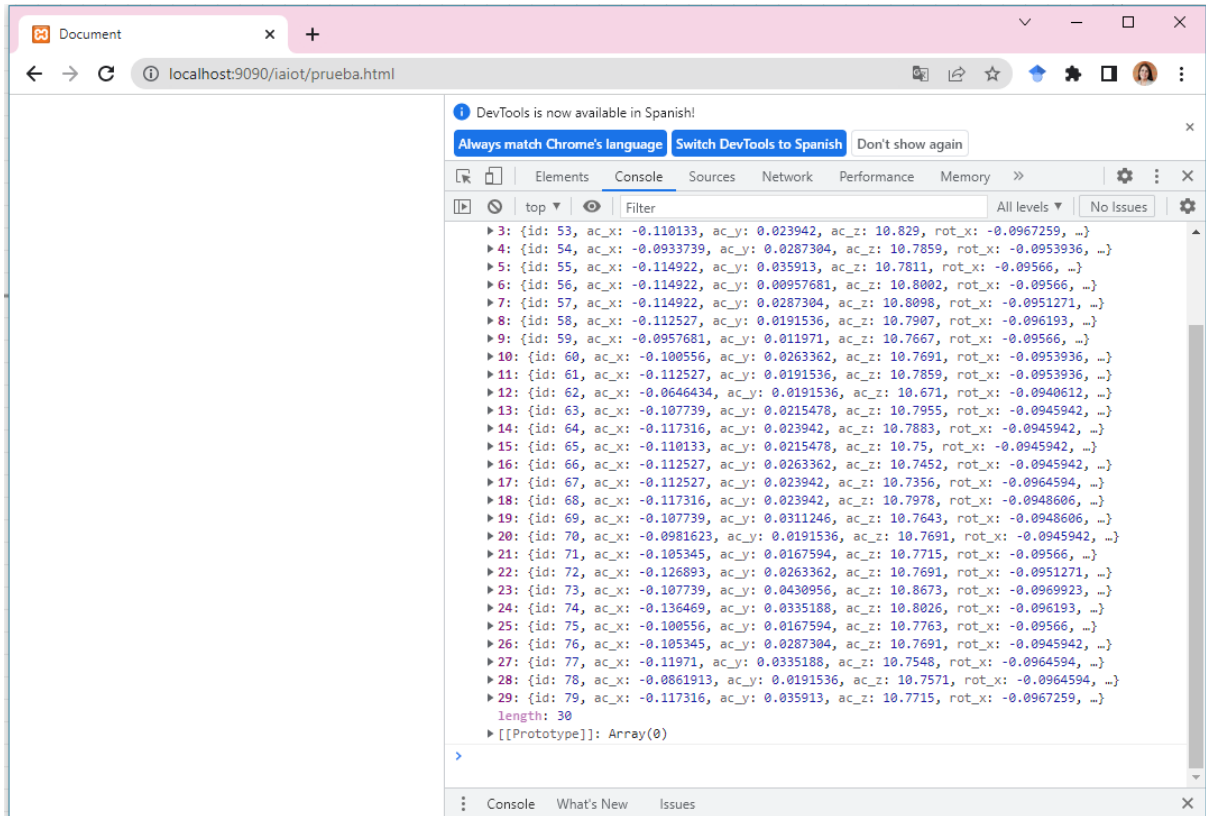 Document
localhost:9090/iaiot/prueba.html
DevTools is now available in Spanish!
Always match Chrome's language Switch DevTools to Spanish Don't show again
Elements Console Sources Network Performance Memory
top All levels No Issues
Filter
3: {id: 53, ac_x: -0.110133, ac_y: 0.023942, ac_z: 10.829, rot_x: -0.0967259, …}
4: {id: 54, ac_x: -0.0933739, ac_y: 0.0287304, ac_z: 10.7859, rot_x: -0.0953936, …}
5: {id: 55, ac_x: -0.114922, ac_y: 0.035913, ac_z: 10.7811, rot_x: -0.09566, …}
6: {id: 56, ac_x: -0.114922, ac_y: 0.00957681, ac_z: 10.8002, rot_x: -0.09566, …}
7: {id: 57, ac_x: -0.114922, ac_y: 0.0287304, ac_z: 10.8098, rot_x: -0.0951271, …}
8: {id: 58, ac_x: -0.112527, ac_y: 0.0191536, ac_z: 10.7907, rot_x: -0.096193, …}
9: {id: 59, ac_x: -0.0957681, ac_y: 0.011971, ac_z: 10.7667, rot_x: -0.09566, …}
10: {id: 60, ac_x: -0.100556, ac_y: 0.0263362, ac_z: 10.7691, rot_x: -0.0953936, …}
11: {id: 61, ac_x: -0.112527, ac_y: 0.0191536, ac_z: 10.7859, rot_x: -0.0953936, …}
12: {id: 62, ac_x: -0.0646434, ac_y: 0.0191536, ac_z: 10.671, rot_x: -0.0940612, …}
13: {id: 63, ac_x: -0.107739, ac_y: 0.0215478, ac_z: 10.7955, rot_x: -0.0945942, …}
14: {id: 64, ac_x: -0.117316, ac_y: 0.023942, ac_z: 10.7883, rot_x: -0.0945942, …}
15: {id: 65, ac_x: -0.110133, ac_y: 0.0215478, ac_z: 10.75, rot_x: -0.0945942, …}
16: {id: 66, ac_x: -0.112527, ac_y: 0.0263362, ac_z: 10.7452, rot_x: -0.0945942, …}
17: {id: 67, ac_x: -0.112527, ac_y: 0.023942, ac_z: 10.7356, rot_x: -0.0964594, …}
18: {id: 68, ac_x: -0.117316, ac_y: 0.023942, ac_z: 10.7978, rot_x: -0.0948606, …}
19: {id: 69, ac_x: -0.107739, ac_y: 0.0311246, ac_z: 10.7643, rot_x: -0.0948606, …}
20: {id: 70, ac_x: -0.0981623, ac_y: 0.0191536, ac_z: 10.7691, rot_x: -0.0945942, …}
21: {id: 71, ac_x: -0.105345, ac_y: 0.0167594, ac_z: 10.7715, rot_x: -0.09566, …}
22: {id: 72, ac_x: -0.126893, ac_y: 0.0263362, ac_z: 10.7691, rot_x: -0.0951271, …}
23: {id: 73, ac_x: -0.107739, ac_y: 0.0430956, ac_z: 10.8673, rot_x: -0.0969923, …}
24: {id: 74, ac_x: -0.136469, ac_y: 0.0335188, ac_z: 10.8026, rot_x: -0.096193, …}
25: {id: 75, ac_x: -0.100556, ac_y: 0.0167594, ac_z: 10.7763, rot_x: -0.09566, …}
26: {id: 76, ac_x: -0.105345, ac_y: 0.0287304, ac_z: 10.7691, rot_x: -0.0945942, …}
27: {id: 77, ac_x: -0.11971, ac_y: 0.0335188, ac_z: 10.7548, rot_x: -0.0964594, …}
28: {id: 78, ac_x: -0.0861913, ac_y: 0.0191536, ac_z: 10.7571, rot_x: -0.0964594, …}
29: {id: 79, ac_x: -0.117316, ac_y: 0.035913, ac_z: 10.7715, rot_x: -0.0967259, …}
length: 30
[[Prototype]]: Array(0)
Console What's New Issues